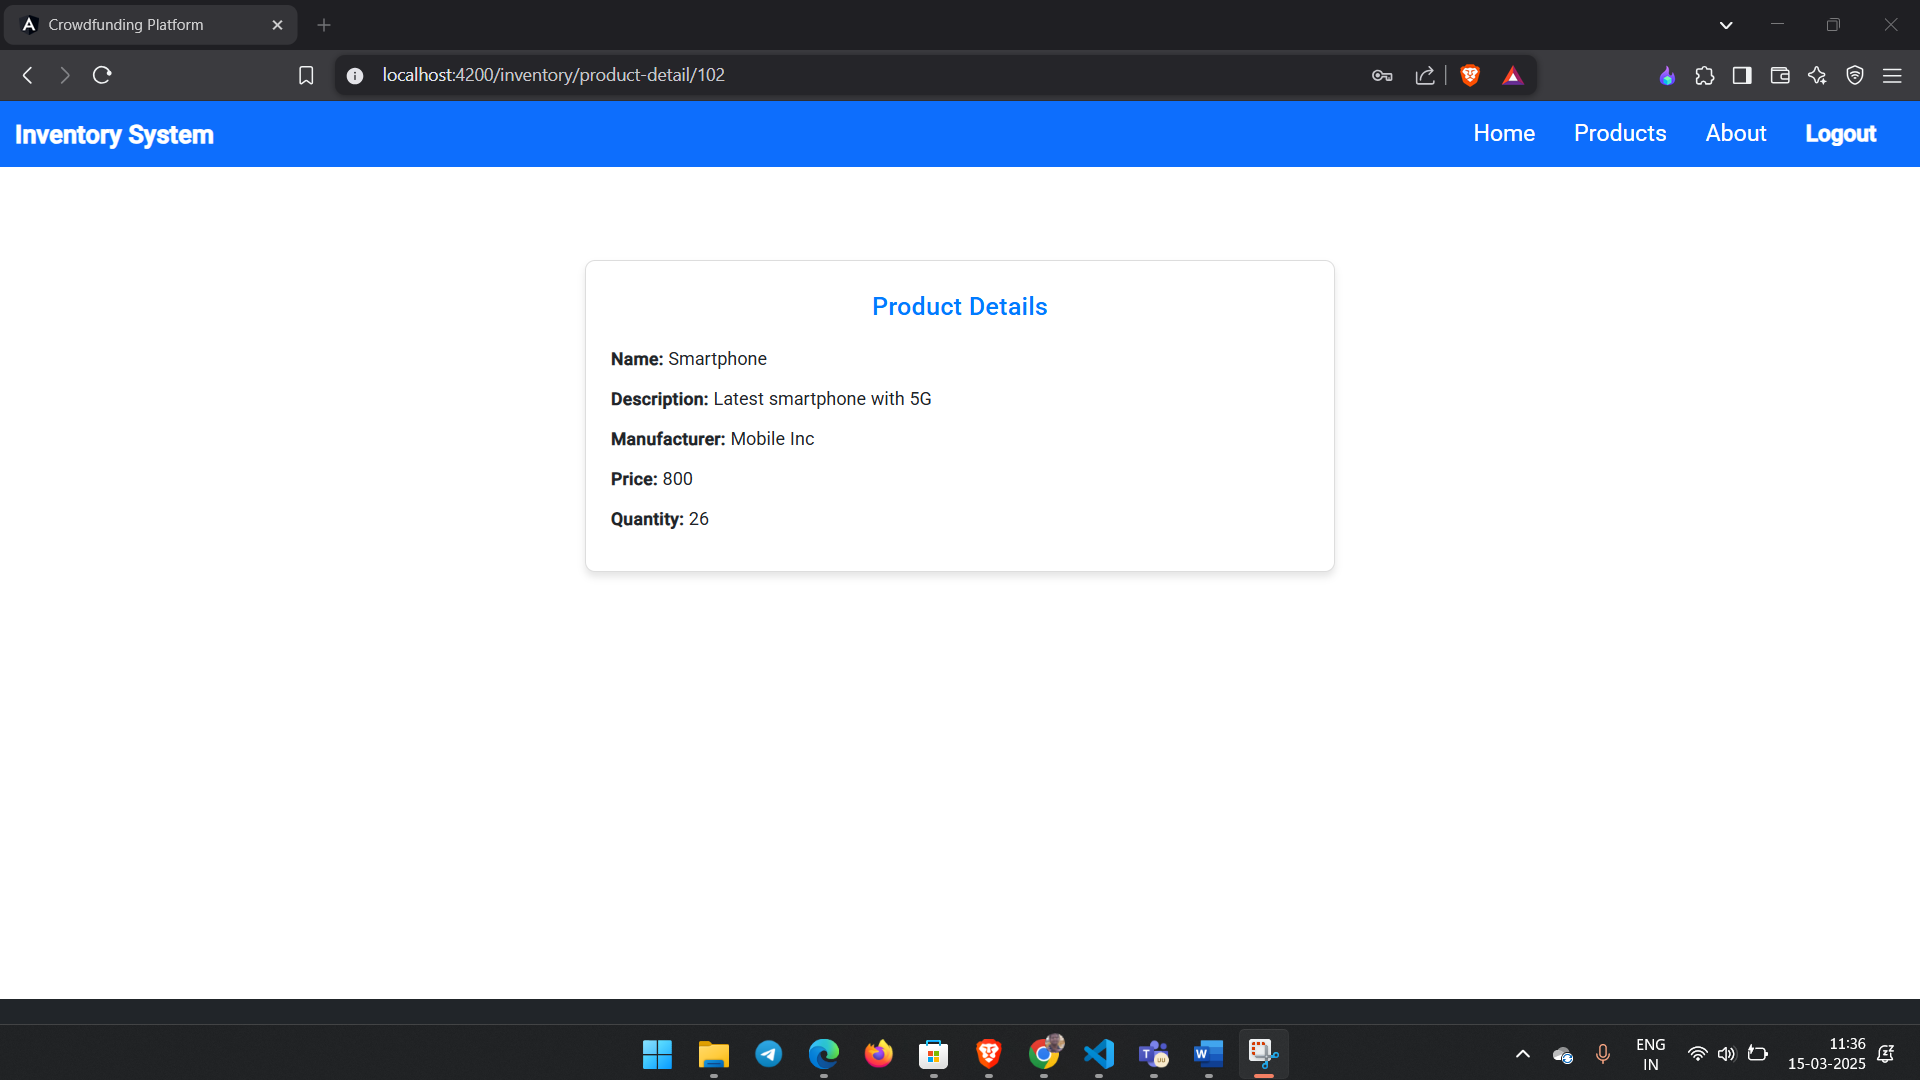 Crowdfunding Platform
localhost:4200/inventory/product-detail/102
Inventory System
Home Products About Logout
Product Details
Name: Smartphone
Description: Latest smartphone with 5G
Manufacturer: Mobile Inc
Price: 800
Quantity: 26
ENG
IN
11:36
15-03-2025